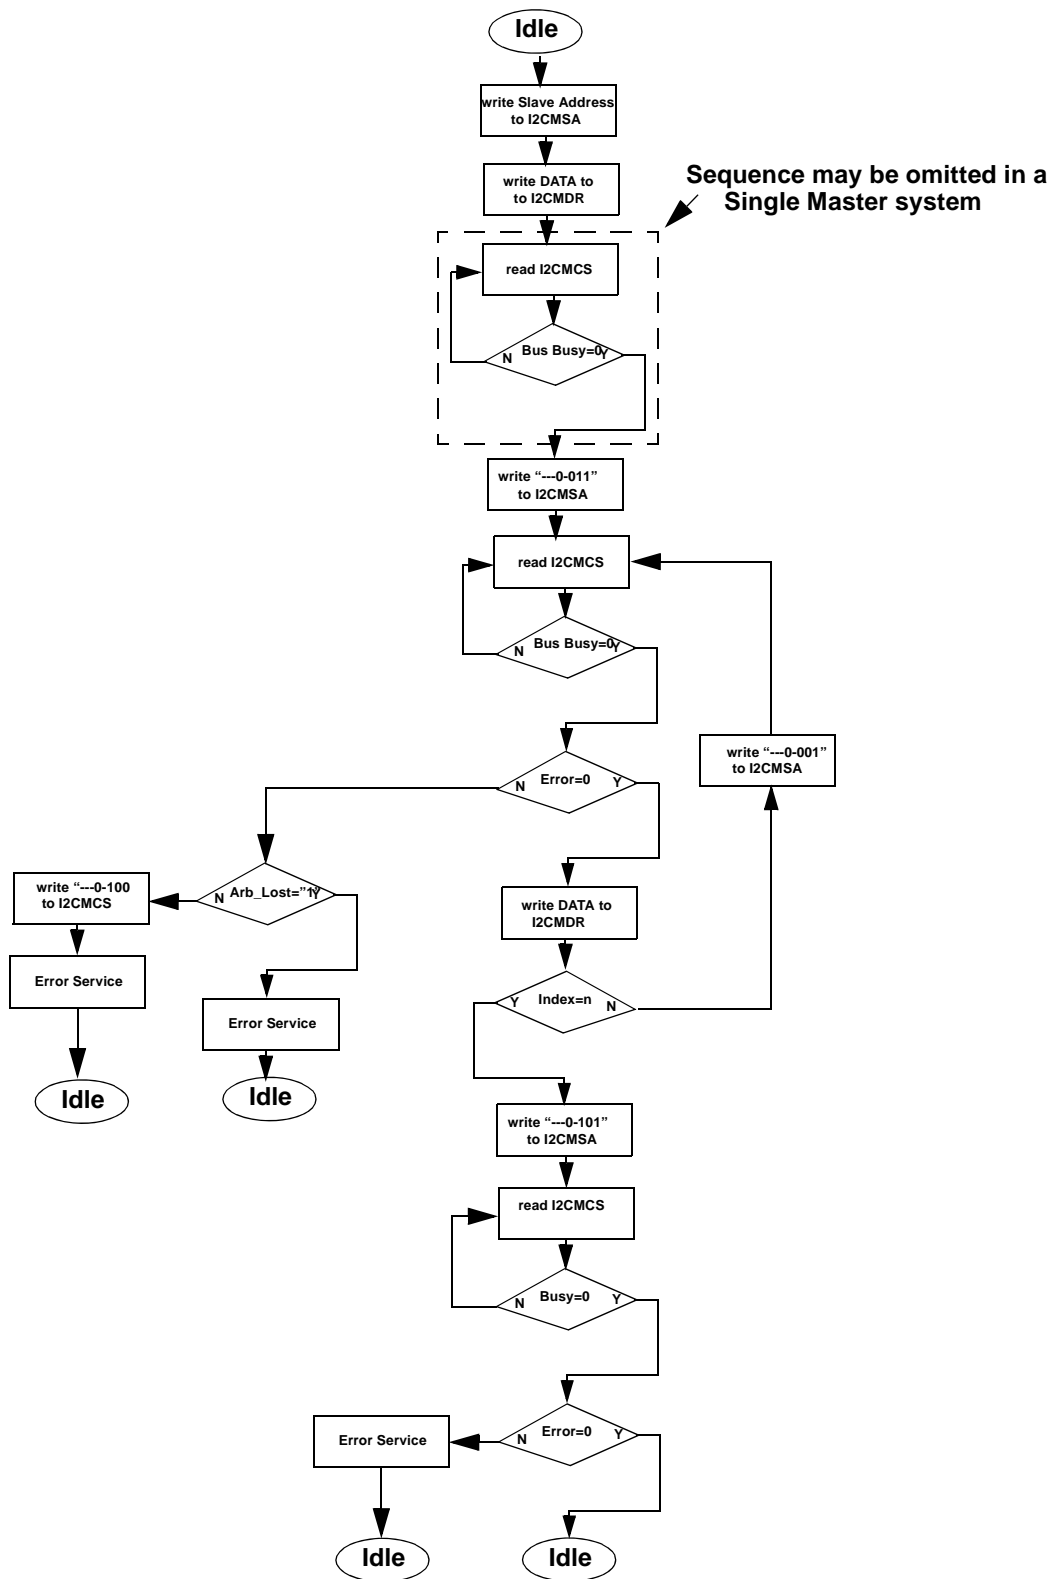 Idle
write Slave Address
to I2CMSA
write DATA to
to I2CMDR
Sequence may be omitted in a
Single Master system
read I2CMCS
N
Bus Busy=0
Y
write “---0-011”
to I2CMSA
read I2CMCS
N
Bus Busy=0
Y
write “---0-001”
to I2CMSA
N
Error=0
Y
write “---0-100
to I2CMCS
N
Arb_Lost=”1”
Y
write DATA to
I2CMDR
Error Service
Y
Index=n
N
Error Service
Idle
Idle
write “---0-101”
to I2CMSA
read I2CMCS
N
Busy=0
Y
Error Service
N
Error=0
Y
Idle
Idle